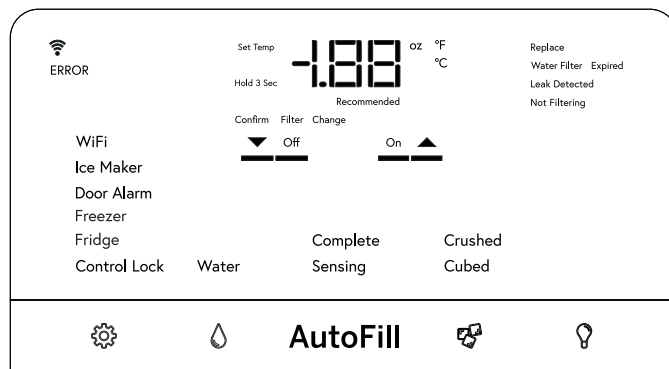 ERROR
Set Temp
Hold 3 Sec
-1.88 oz °F
°C
Recommended
Replace
Water Filter Expired
Leak Detected
Not Filtering
Confirm Filter Change
Off On
WiFi
Ice Maker
Door Alarm
Freezer
Fridge Complete Crushed
Control Lock Water Sensing Cubed
AutoFill